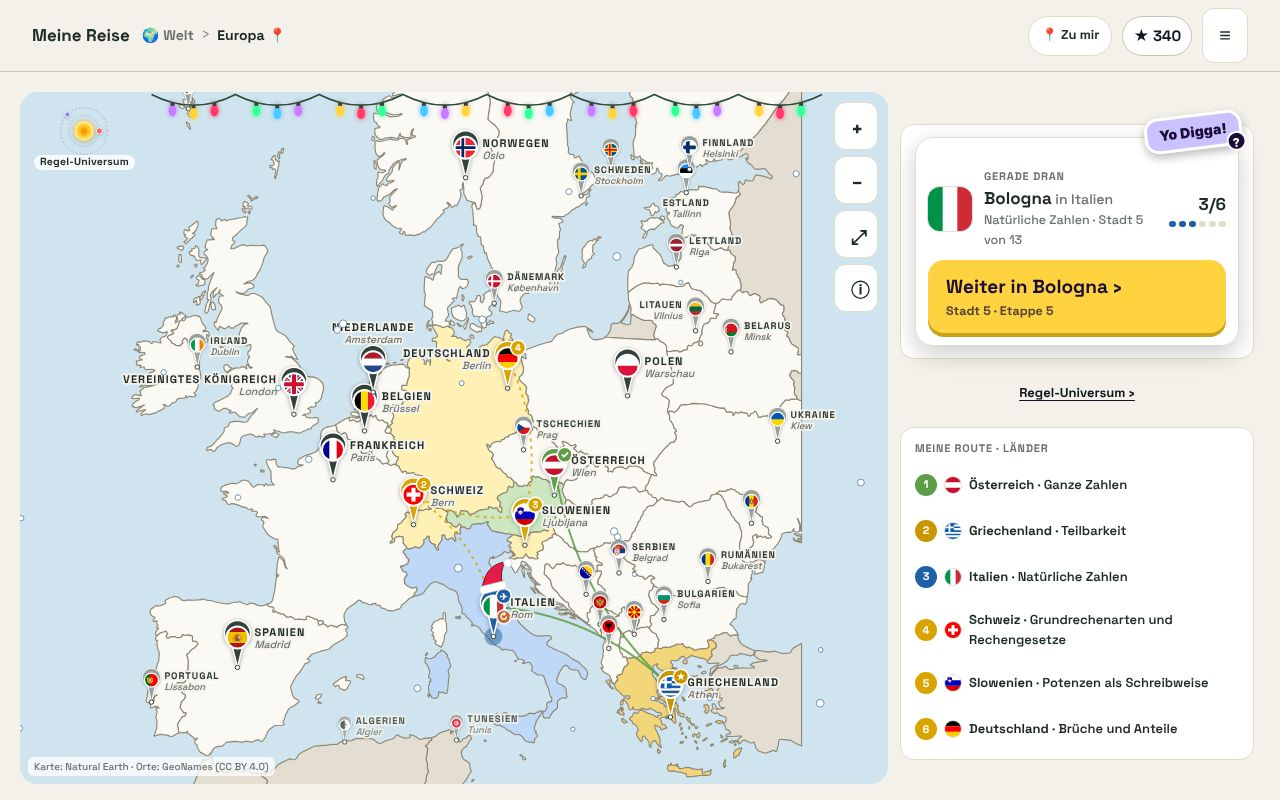 Meine Reise 🌍 Welt > Europa 📍
📍 Zu mir
★ 340
≡
Regel-Universum
+
−
NORWEGEN
Oslo
SCHWEDEN
Stockholm
FINNLAND
Helsinki
ESTLAND
Tallinn
LETTLAND
Riga
DÄNEMARK
København
LITAUEN
Vilnius
BELARUS
Minsk
IRLAND
Dublin
NIEDERLANDE
Amsterdam
VEREINIGTES KÖNIGREICH
London
DEUTSCHLAND
Berlin
4
POLEN
Warschau
BELGIEN
Brüssel
UKRAINE
Kiew
TSCHECHIEN
Prag
FRANKREICH
Paris
ÖSTERREICH
Wien
SCHWEIZ
Bern
2
SLOWENIEN
Ljubljana
3
SERBIEN
Belgrad
RUMÄNIEN
Bukarest
BULGARIEN
Sofia
ITALIEN
Rom
SPANIEN
Madrid
PORTUGAL
Lissabon
GRIECHENLAND
Athen
ALGERIEN
Algier
TUNESIEN
Tunis
Karte: Natural Earth · Orte: GeoNames (CC BY 4.0)
Yo Digga!
?
GERADE DRAN
Bologna in Italien
Natürliche Zahlen · Stadt 5
von 13
3/6
Weiter in Bologna >
Stadt 5 · Etappe 5
Regel-Universum >
MEINE ROUTE · LÄNDER
1 Österreich · Ganze Zahlen
2 Griechenland · Teilbarkeit
3 Italien · Natürliche Zahlen
4 Schweiz · Grundrechenarten und
Rechengesetze
5 Slowenien · Potenzen als Schreibweise
6 Deutschland · Brüche und Anteile